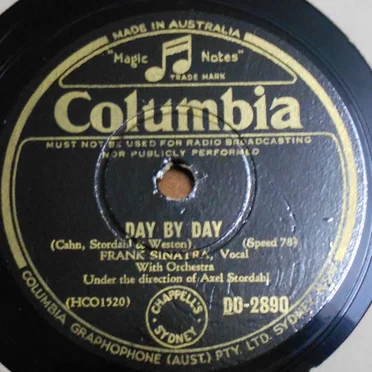 MADE IN AUSTRALIA
"Magic Notes"
TRADE MARK
Columbia
MUST NOT BE USED FOR RADIO BROADCASTING
NOR PUBLICLY PERFORMED
DAY BY DAY
(Cahn, Stordahl & Weston) (Speed 78)
FRANK SINATRA, Vocal
With Orchestra
Under the direction of Axel Stordahl
(HCO1520) DO-2890
CHAPPELL'S
SYDNEY
COLUMBIA GRAPHOPHONE (AUST.) PTY. LTD. SYDNEY